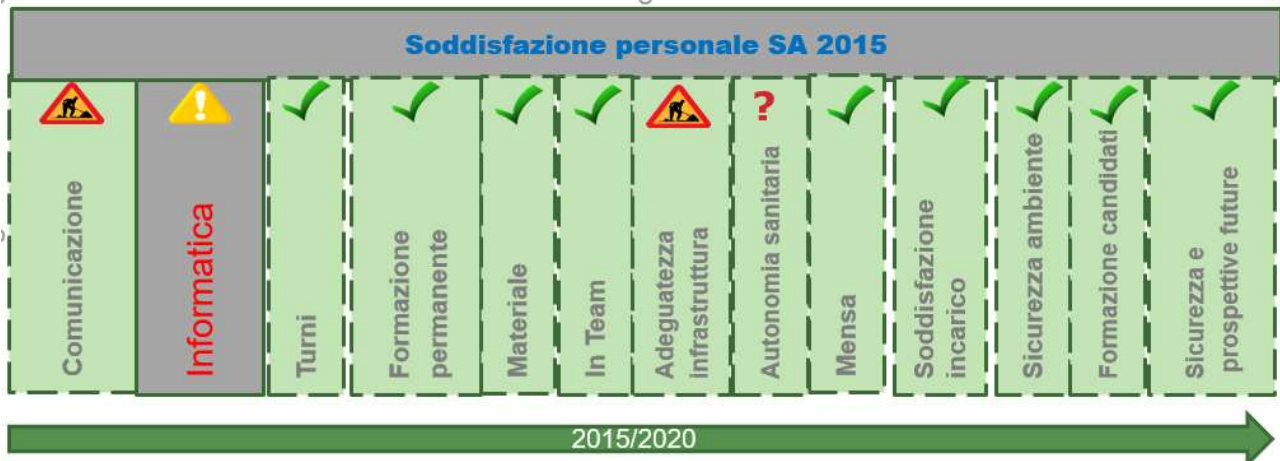 Soddisfazione personale SA 2015
?
Comunicazione
Informatica
Turni
Formazione
permanente
Materiale
In Team
Adeguatezza
infrastruttura
Autonomia sanitaria
Mensa
Soddisfazione
incarico
Sicurezza ambiente
Formazione candidati
Sicurezza e
prospettive future
2015/2020